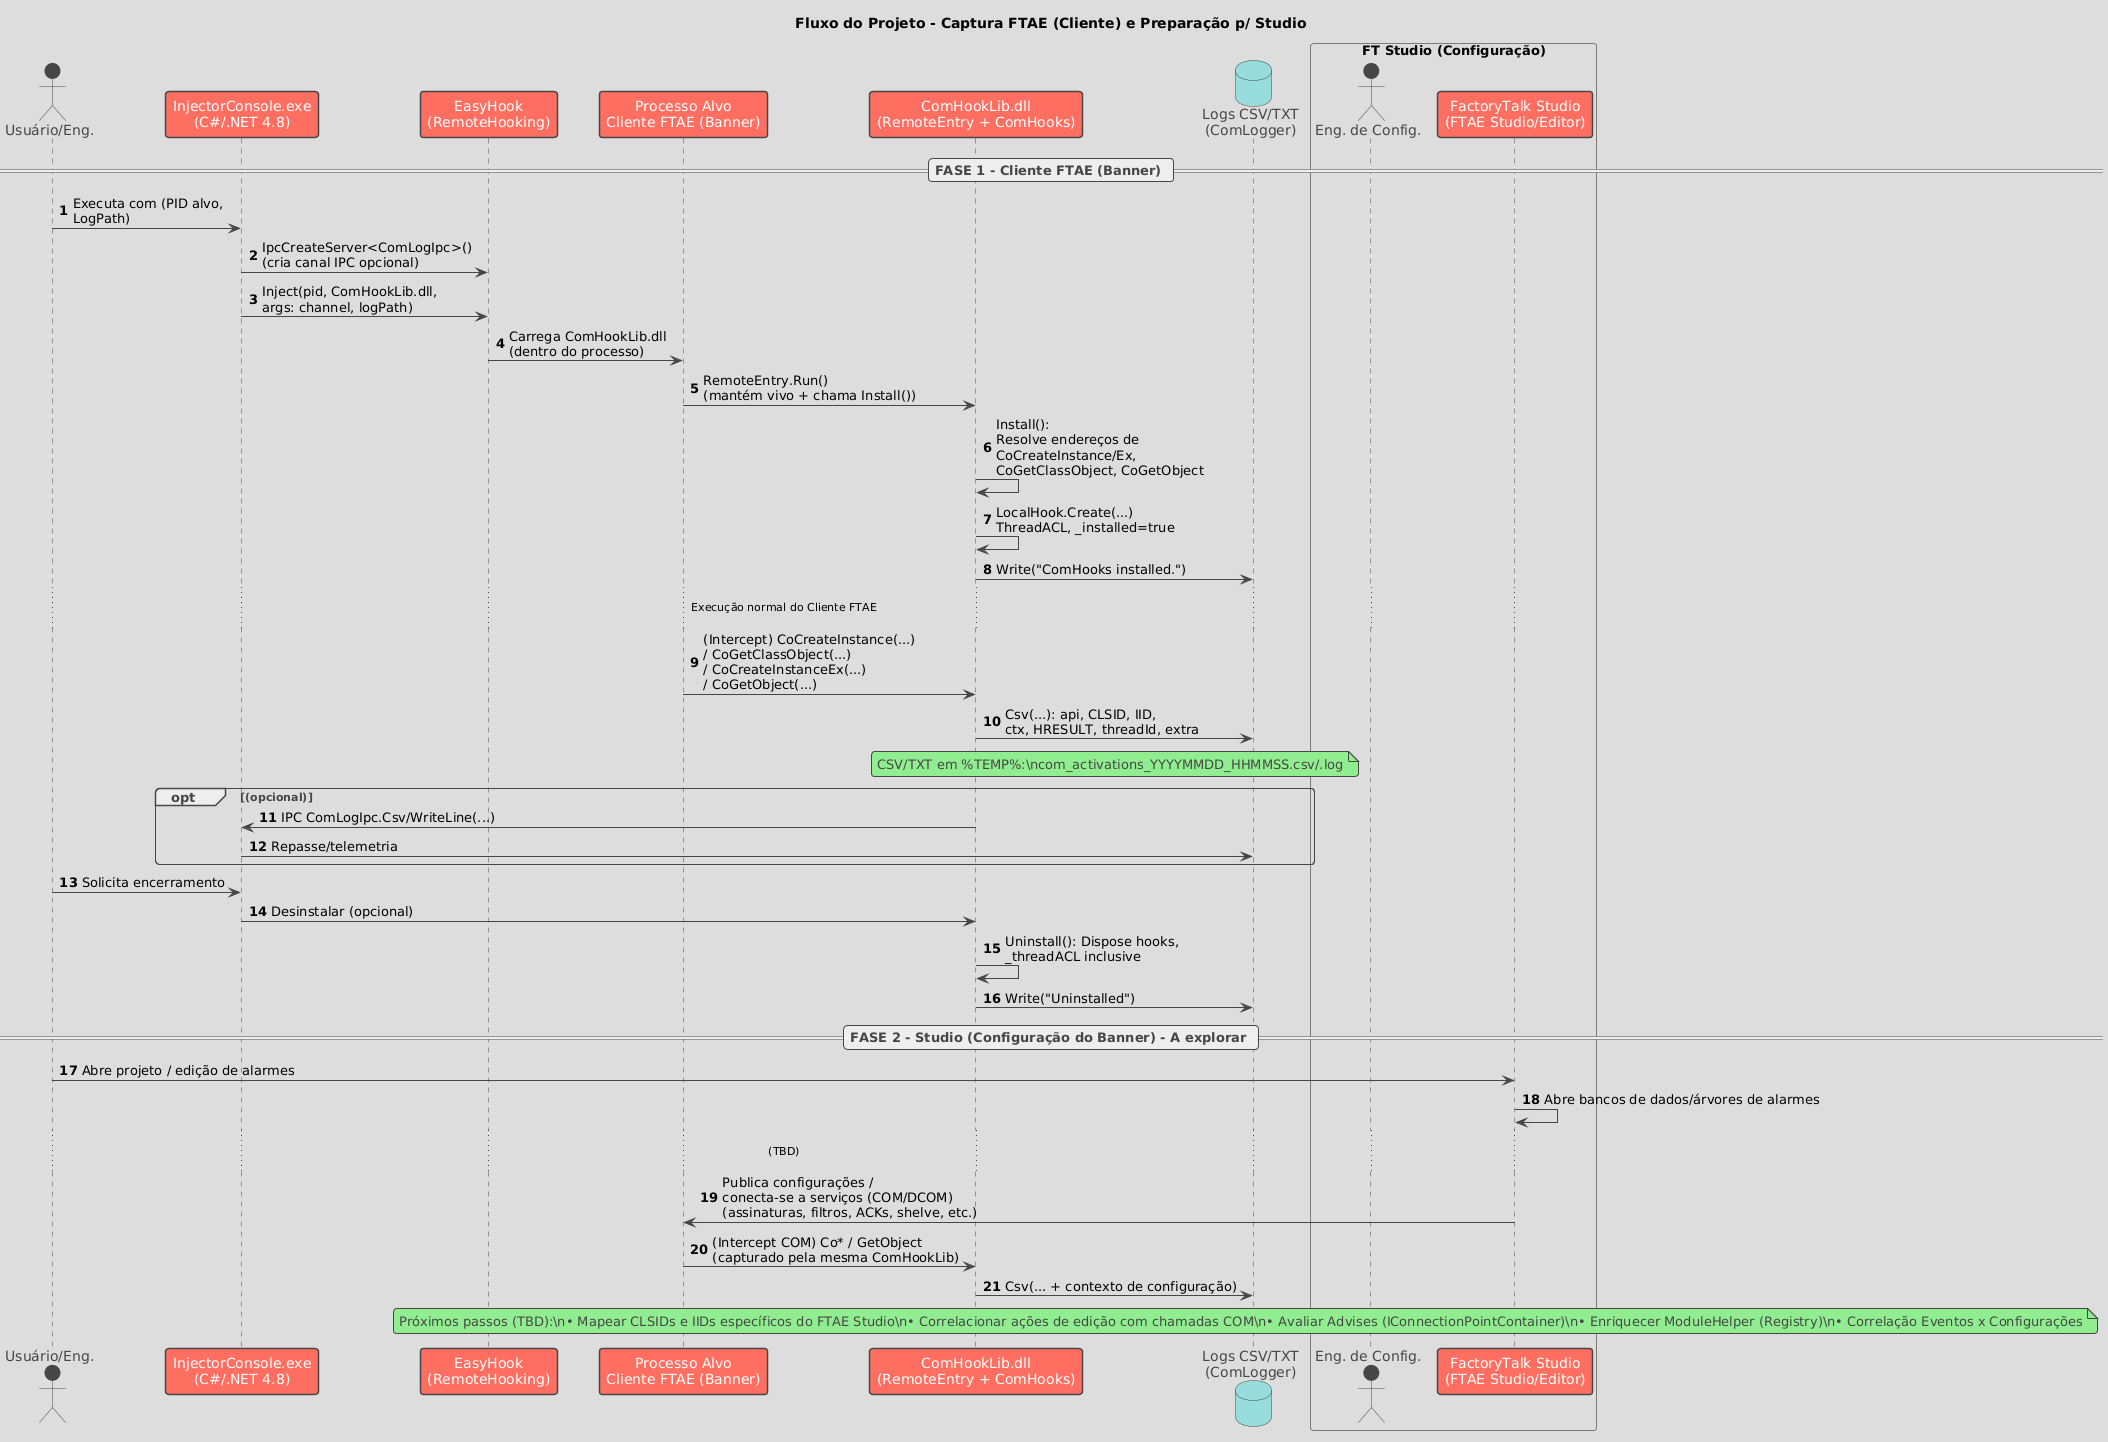 Fluxo do Projeto - Captura FTAE (Cliente) e Preparação p/ Studio
FT Studio (Configuração)
Usuário/Eng.
InjectorConsole.exe
(C#/.NET 4.8)
EasyHook
(RemoteHooking)
Processo Alvo
Cliente FTAE (Banner)
ComHookLib.dll
(RemoteEntry + ComHooks)
Logs CSV/TXT
(ComLogger)
Eng. de Config.
FactoryTalk Studio
(FTAE Studio/Editor)
FASE 1 - Cliente FTAE (Banner)
1 Executa com (PID alvo,
LogPath)
2 IpcCreateServer<ComLogIpc>()
(cria canal IPC opcional)
3 Inject(pid, ComHookLib.dll,
args: channel, logPath)
4 Carrega ComHookLib.dll
(dentro do processo)
5 RemoteEntry.Run()
(mantém vivo + chama Install())
6 Install():
Resolve endereços de
CoCreateInstance/Ex,
CoGetClassObject, CoGetObject
7 LocalHook.Create(...)
ThreadACL, _installed=true
8 Write("ComHooks installed.")
Execução normal do Cliente FTAE
9 (Intercept) CoCreateInstance(...)
/ CoGetClassObject(...)
/ CoCreateInstanceEx(...)
/ CoGetObject(...)
10 Csv(...): api, CLSID, IID,
ctx, HRESULT, threadId, extra
CSV/TXT em %TEMP%:\ncom_activations_YYYYMMDD_HHMMSS.csv/.log
opt [(opcional)]
11 IPC ComLogIpc.Csv/WriteLine(...)
12 Repasse/telemetria
13 Solicita encerramento
14 Desinstalar (opcional)
15 Uninstall(): Dispose hooks,
_threadACL inclusive
16 Write("Uninstalled")
FASE 2 - Studio (Configuração do Banner) - A explorar
17 Abre projeto / edição de alarmes
18 Abre bancos de dados/árvores de alarmes
(TBD)
19 Publica configurações /
conecta-se a serviços (COM/DCOM)
(assinaturas, filtros, ACKs, shelve, etc.)
20 (Intercept COM) Co* / GetObject
(capturado pela mesma ComHookLib)
21 Csv(... + contexto de configuração)
Próximos passos (TBD):\n• Mapear CLSIDs e IIDs específicos do FTAE Studio\n• Correlacionar ações de edição com chamadas COM\n• Avaliar Advises (IConnectionPointContainer)\n• Enriquecer ModuleHelper (Registry)\n• Correlação Eventos x Configurações
Usuário/Eng.
InjectorConsole.exe
(C#/.NET 4.8)
EasyHook
(RemoteHooking)
Processo Alvo
Cliente FTAE (Banner)
ComHookLib.dll
(RemoteEntry + ComHooks)
Logs CSV/TXT
(ComLogger)
Eng. de Config.
FactoryTalk Studio
(FTAE Studio/Editor)